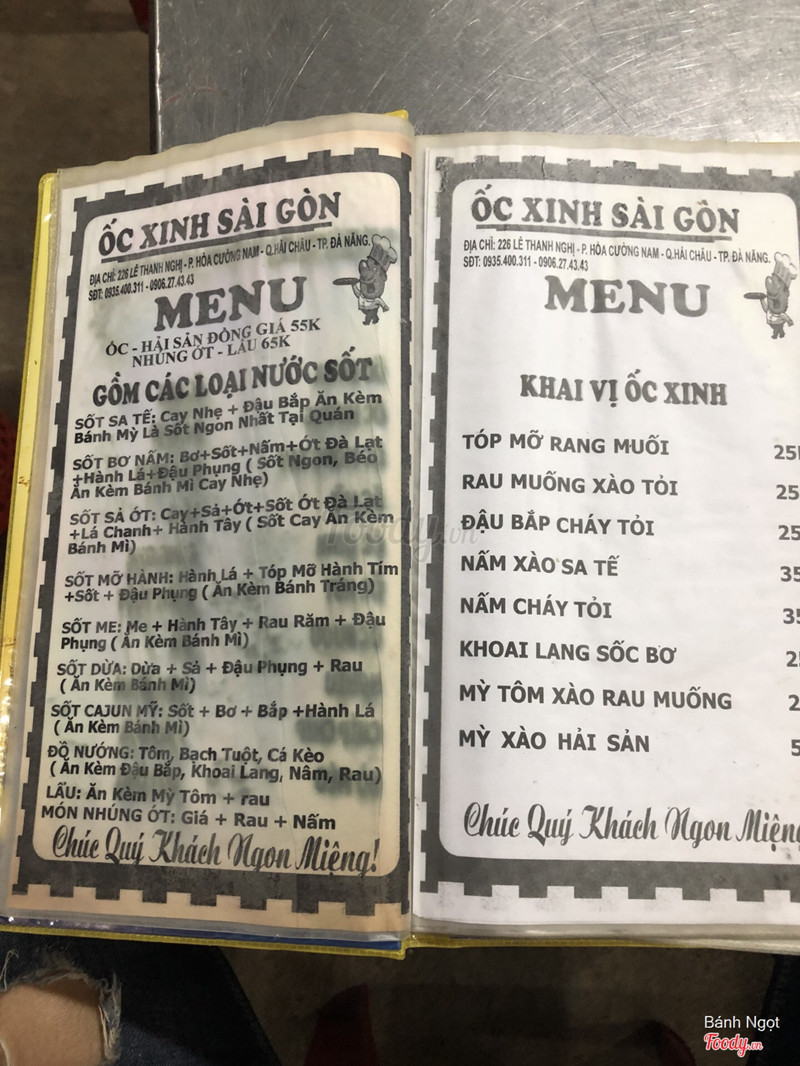 ỐC XINH SÀI GÒN
ĐỊA CHỈ: 226 LÊ THANH NGHỊ - P. HÒA CƯỜNG NAM - Q.HẢI CHÂU - TP. ĐÀ NẴNG.
SĐT: 0935.400.311 - 0906.27.43.43
MENU
ỐC - HẢI SẢN ĐỒNG GIÁ 55K
NHÚNG ỚT - LẨU 65K
GỒM CÁC LOẠI NƯỚC SỐT
SỐT SA TẾ: Cay Nhẹ + Đậu Bắp Ăn Kèm
Bánh Mỳ Là Sốt Ngon Nhất Tại Quán
SỐT BƠ NẤM: Bơ+Sốt+Nấm+Ớt Đà Lạt
+Hành Lá+Đậu Phụng ( Sốt Ngon, Béo
Ăn Kèm Bánh Mì Cay Nhẹ)
SỐT SẢ ỚT: Cay+Sả+Ớt+Sốt Ớt Đà Lạt
+Lá Chanh+ Hành Tây ( Sốt Cay Ăn Kèm
Bánh Mì)
SỐT MỠ HÀNH: Hành Lá + Tóp Mỡ Hành Tím
+Sốt + Đậu Phụng ( Ăn Kèm Bánh Tráng)
SỐT ME: Me + Hành Tây + Rau Răm + Đậu
Phụng ( Ăn Kèm Bánh Mì)
SỐT DỪA: Dừa + Sả + Đậu Phụng + Rau
( Ăn Kèm Bánh Mì)
SỐT CAJUN MỸ: Sốt + Bơ + Bắp +Hành Lá
( Ăn Kèm Bánh Mì)
ĐỒ NƯỚNG: Tôm, Bạch Tuột, Cá Kèo
( Ăn Kèm Đậu Bắp, Khoai Lang, Nấm, Rau)
LẨU: Ăn Kèm Mỳ Tôm + rau
MÓN NHÚNG ỚT: Giá + Rau + Nấm
Chúc Quý Khách Ngon Miệng!
ỐC XINH SÀI GÒN
ĐỊA CHỈ: 226 LÊ THANH NGHỊ - P. HÒA CƯỜNG NAM - Q.HẢI CHÂU - TP. ĐÀ NẴNG.
SĐT: 0935.400.311 - 0906.27.43.43
MENU
KHAI VỊ ỐC XINH
TÓP MỠ RANG MUỐI 25
RAU MUỐNG XÀO TỎI 25
ĐẬU BẮP CHÁY TỎI 25
NẤM XÀO SA TẾ 35
NẤM CHÁY TỎI 35
KHOAI LANG SỐC BƠ
MỲ TÔM XÀO RAU MUỐNG
MỲ XÀO HẢI SẢN
Chúc Quý Khách Ngon Miệng
foody.vn
Bánh Ngọt
Foody.vn